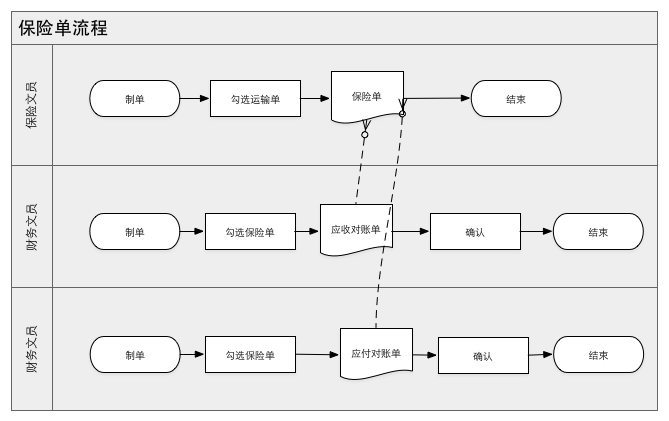 保险单流程
保险文员
制单
勾选运输单
保险单
结束
财务文员
制单
勾选保险单
应收对账单
确认
结束
财务文员
制单
勾选保险单
应付对账单
确认
结束